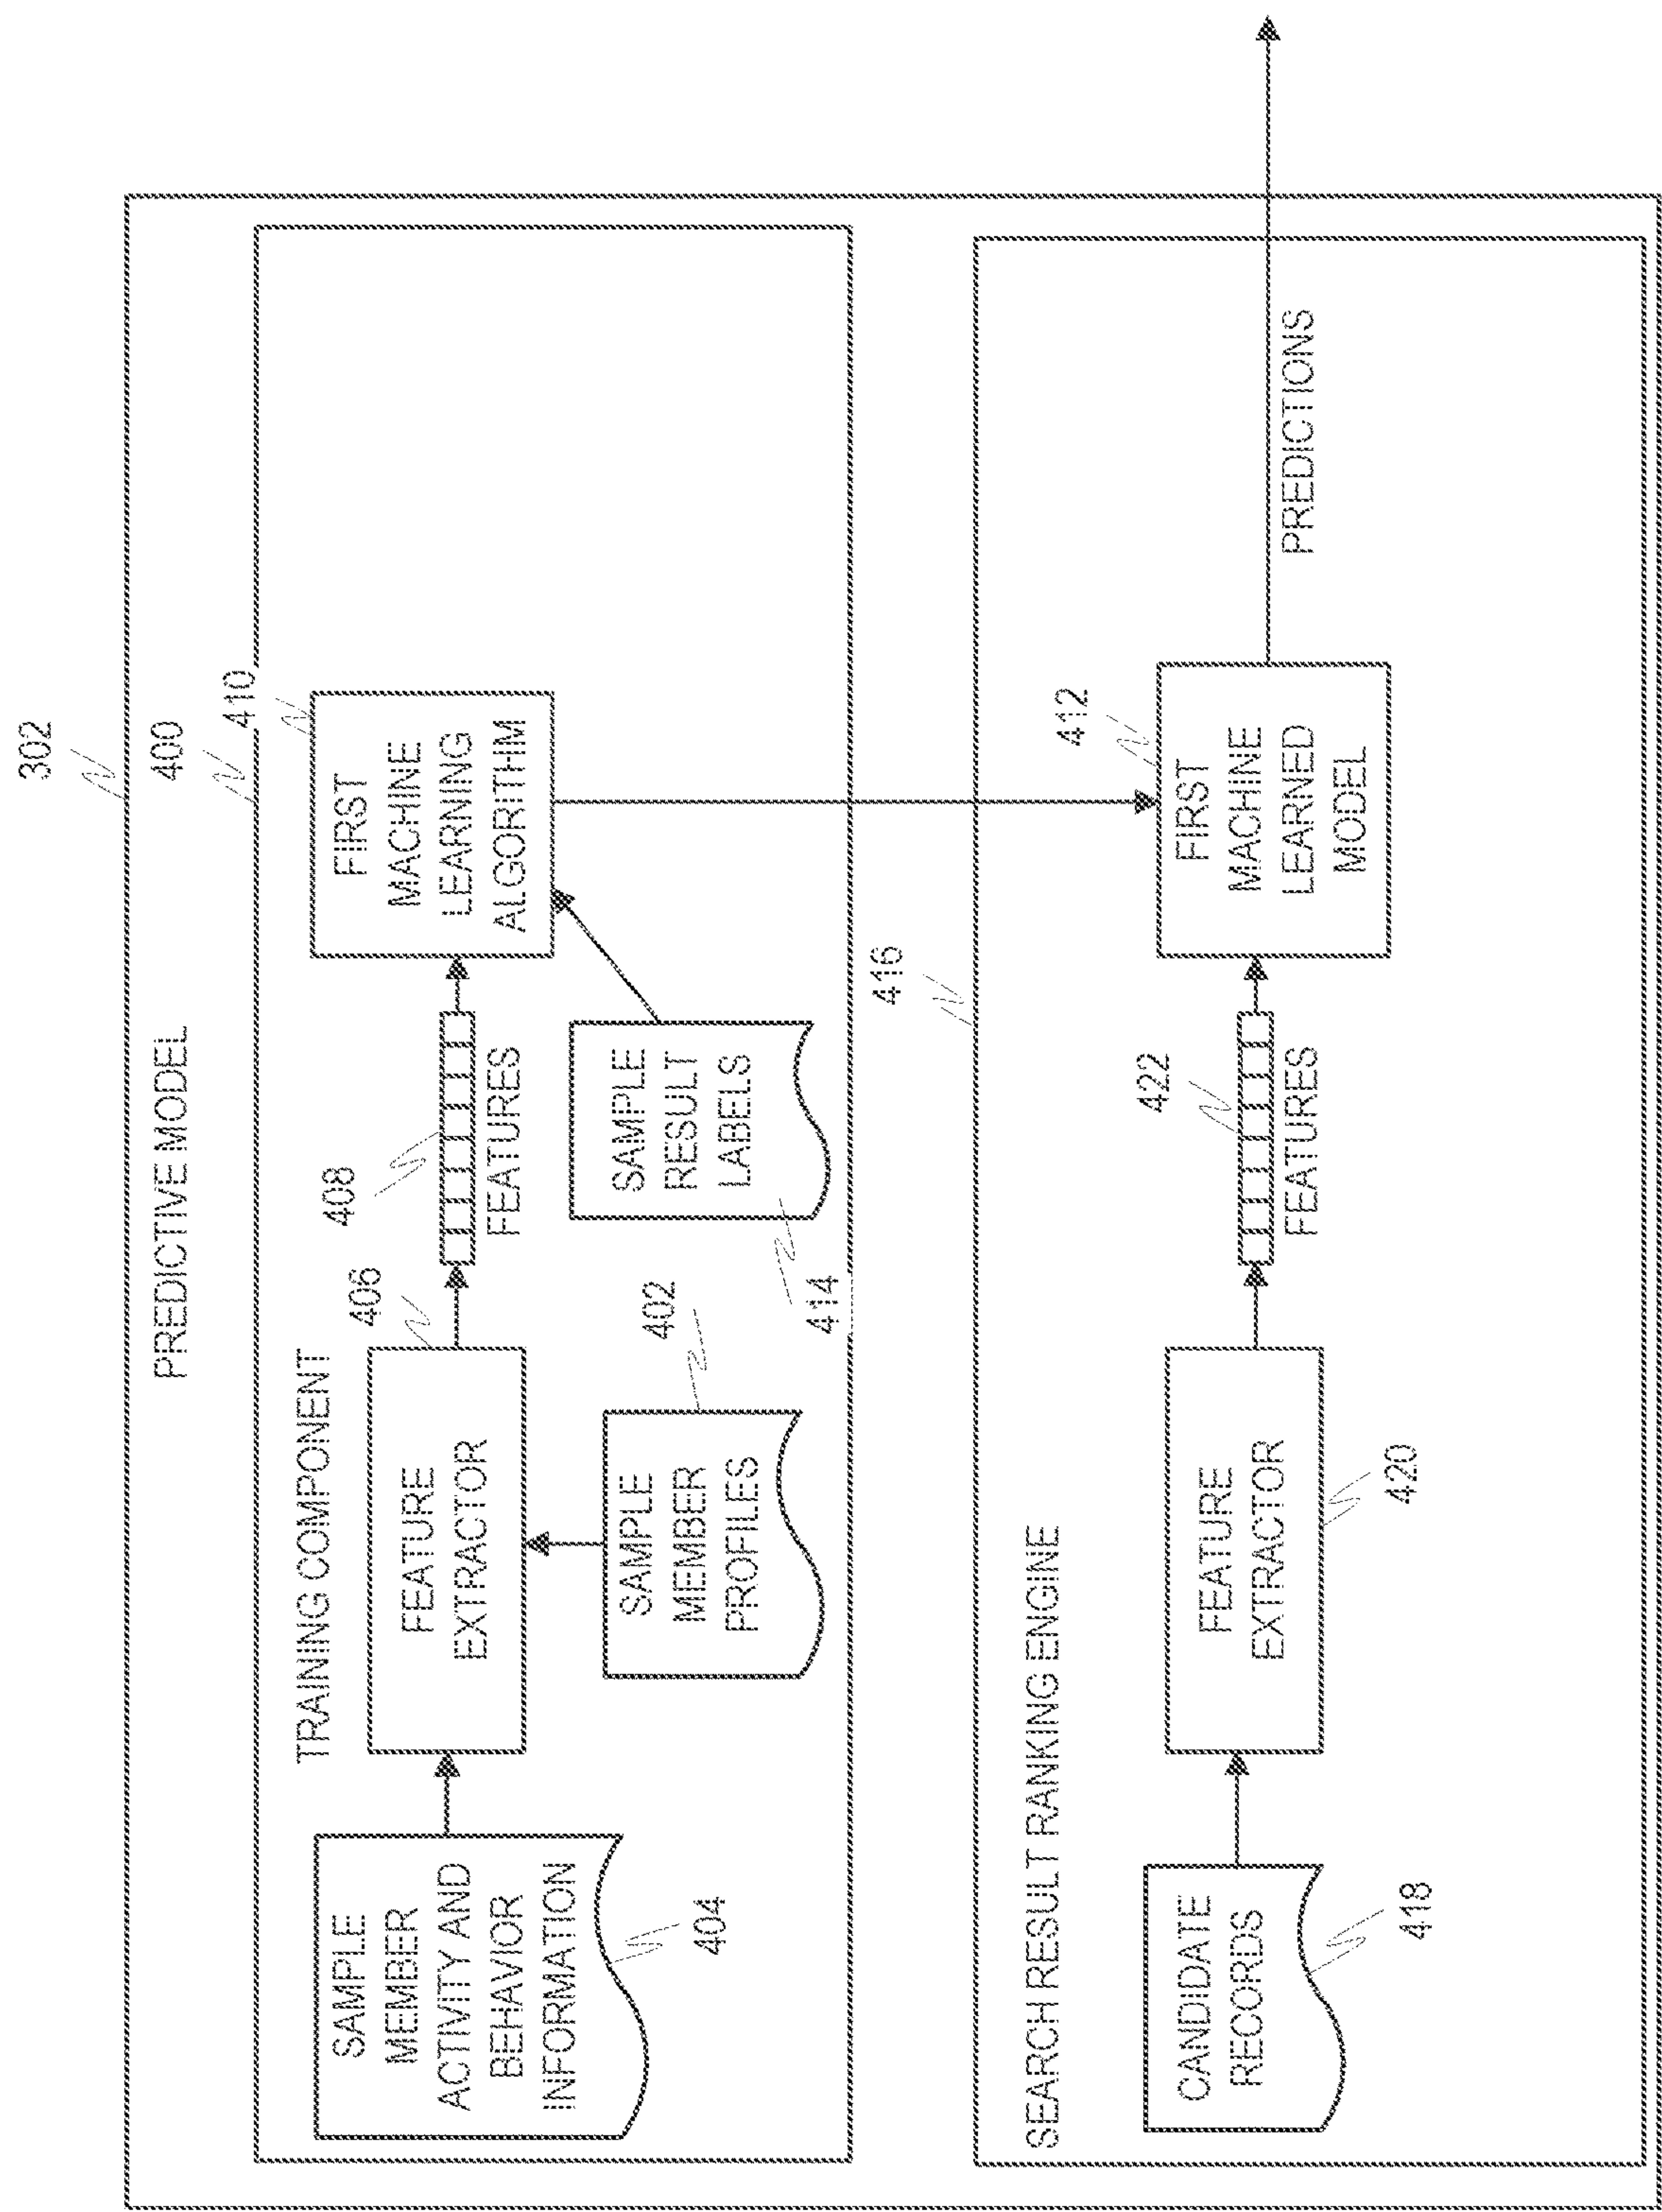 302
PREDICTIVE MODEL
400
TRAINING COMPONENT
410
SAMPLE
MEMBER
ACTIVITY AND
BEHAVIOR
INFORMATION
404
FEATURE
EXTRACTOR
406
SAMPLE
MEMBER
PROFILES
402
408
FEATURES
SAMPLE
RESULT
LABELS
414
FIRST
MACHINE
LEARNING
ALGORITHM
416
SEARCH RESULT RANKING ENGINE
CANDIDATE
RECORDS
418
FEATURE
EXTRACTOR
420
422
FEATURES
412
FIRST
MACHINE
LEARNED
MODEL
PREDICTIONS